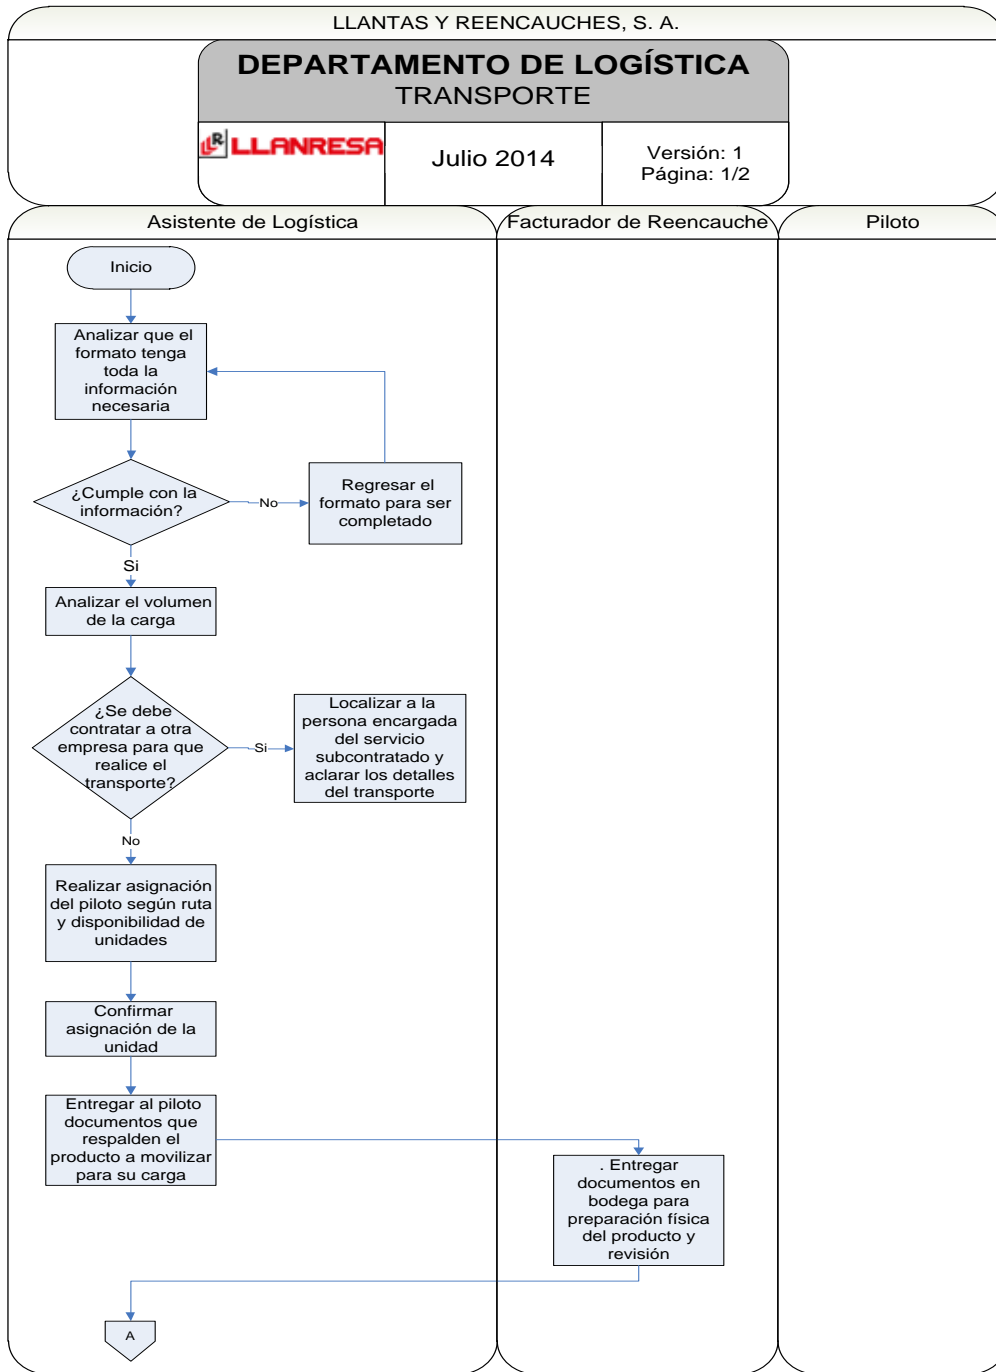 LLANTAS Y REENCAUCHES, S. A.
DEPARTAMENTO DE LOGÍSTICA
TRANSPORTE
LLANRESA
Julio 2014
Versión: 1
Página: 1/2
Asistente de Logística
Facturador de Reencauche
Piloto
Inicio
Analizar que el
formato tenga
toda la
información
necesaria
¿Cumple con la
información?
No
Regresar el
formato para ser
completado
Si
Analizar el volumen
de la carga
¿Se debe
contratar a otra
empresa para que
realice el
transporte?
Si
Localizar a la
persona encargada
del servicio
subcontratado y
aclarar los detalles
del transporte
No
Realizar asignación
del piloto según ruta
y disponibilidad de
unidades
Confirmar
asignación de la
unidad
Entregar al piloto
documentos que
respalden el
producto a movilizar
para su carga
. Entregar
documentos en
bodega para
preparación física
del producto y
revisión
A